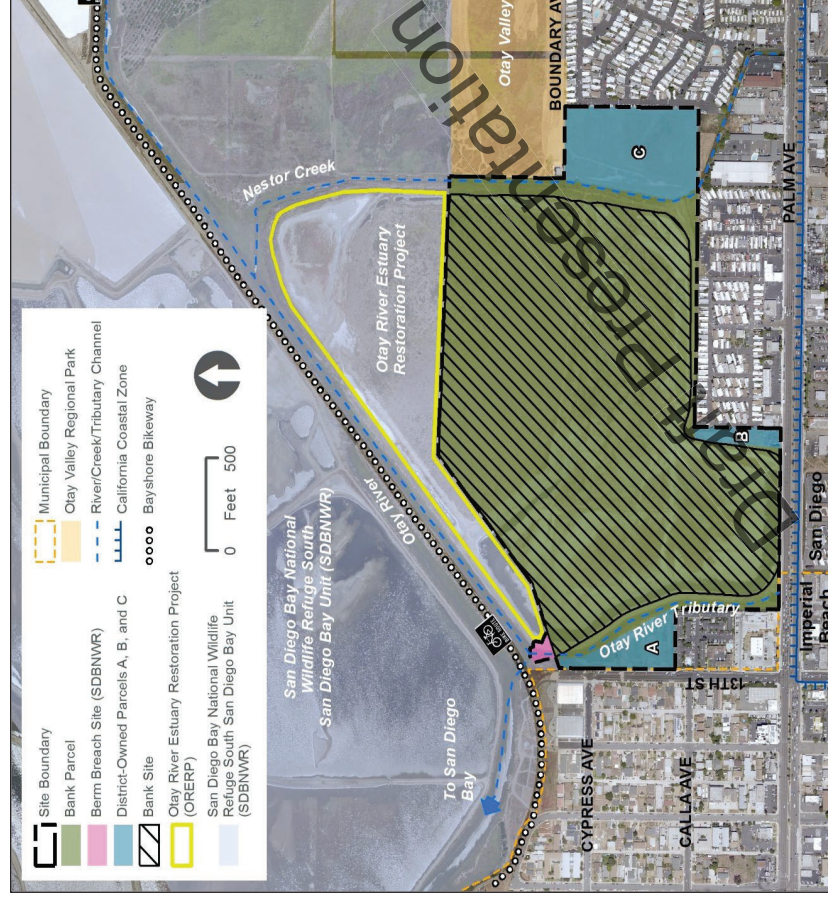 Site Boundary
Bank Parcel
Berm Breach Site (SDBNWR)
District-Owned Parcels A, B, and C
Bank Site
Otay River Estuary Restoration Project
(ORERP)
San Diego Bay National Wildlife
Refuge South San Diego Bay Unit
(SDBNWR)
Municipal Boundary
Otay Valley Regional Park
River/Creek/Tributary Channel
California Coastal Zone
Bayshore Bikeway
0 Feet 500
San Diego Bay National
Wildlife Refuge South
San Diego Bay Unit (SDBNWR)
To San Diego
Bay
Otay River
Nestor Creek
Otay River Estuary
Restoration Project
Otay Valley
BOUNDARY AV
Otay River Tributary
A
B
C
13TH ST
CYPRESS AVE
CALLA AVE
PALM AVE
Imperial
Beach
San Diego
Draft Presentation